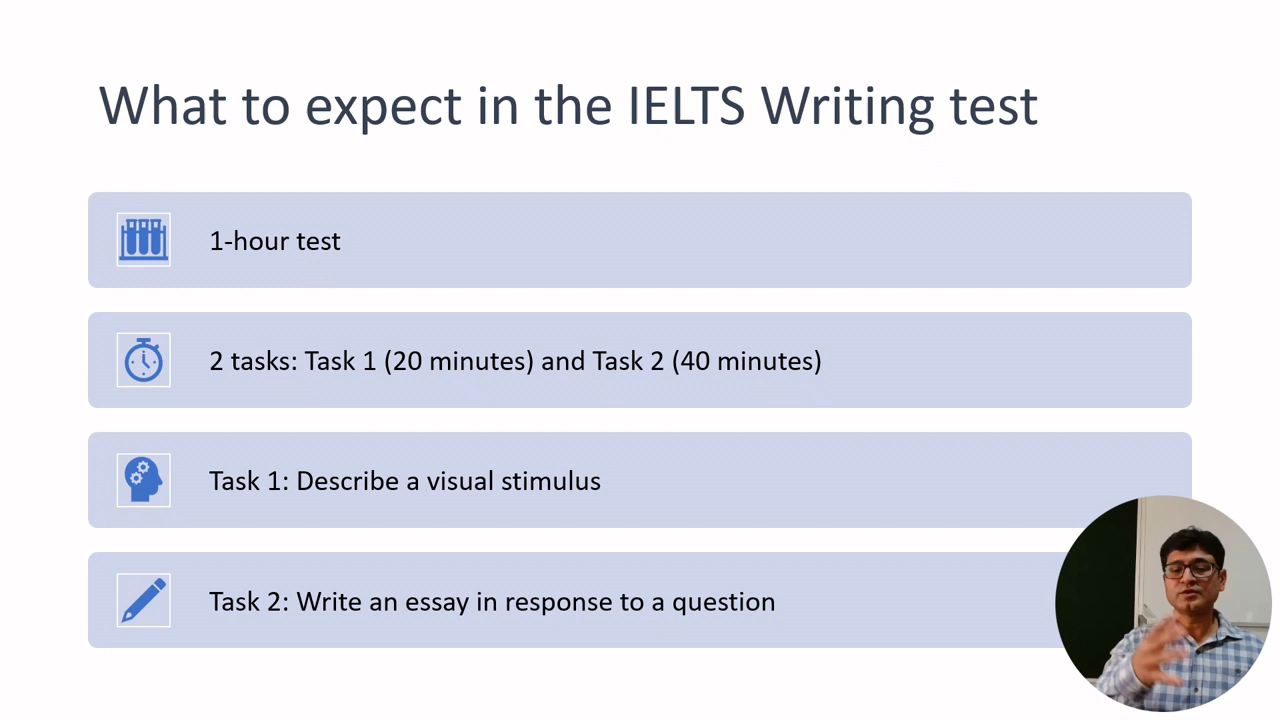 What to expect in the IELTS Writing test
1-hour test
2 tasks: Task 1 (20 minutes) and Task 2 (40 minutes)
Task 1: Describe a visual stimulus
Task 2: Write an essay in response to a question